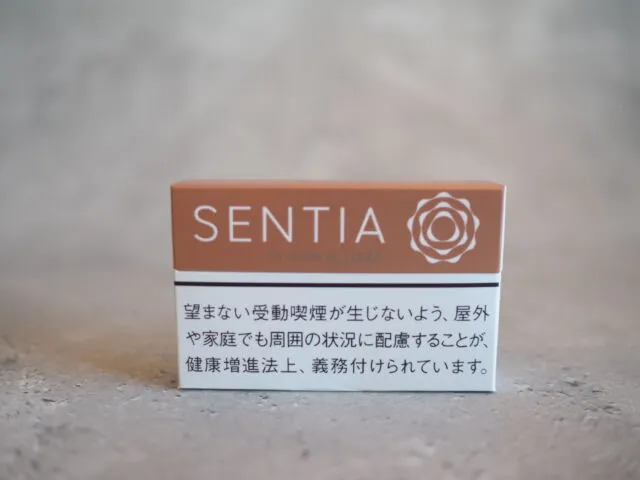 SENTIA
望まない受動喫煙が生じないよう、屋外
や家庭でも周囲の状況に配慮することが、
健康増進法上、義務付けられています。